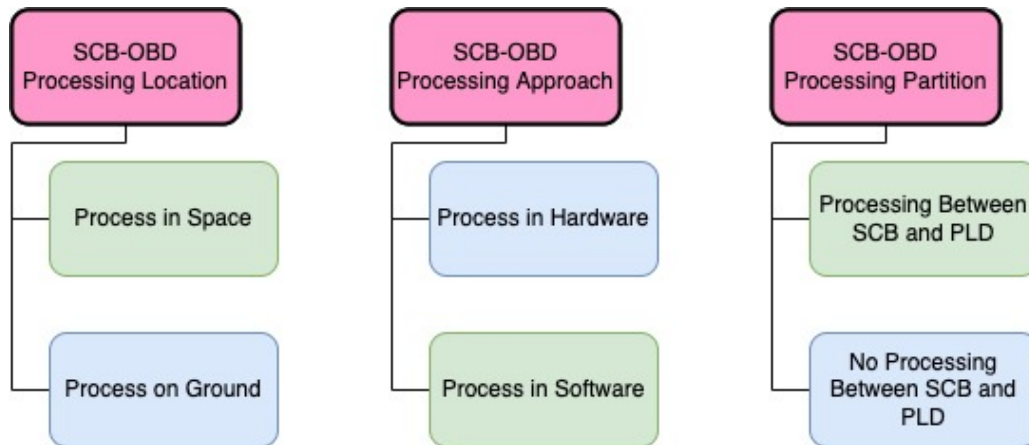 SCB-OBD
Processing Location
Process in Space
Process on Ground
SCB-OBD
Processing Approach
Process in Hardware
Process in Software
SCB-OBD
Processing Partition
Processing Between
SCB and PLD
No Processing
Between SCB and
PLD